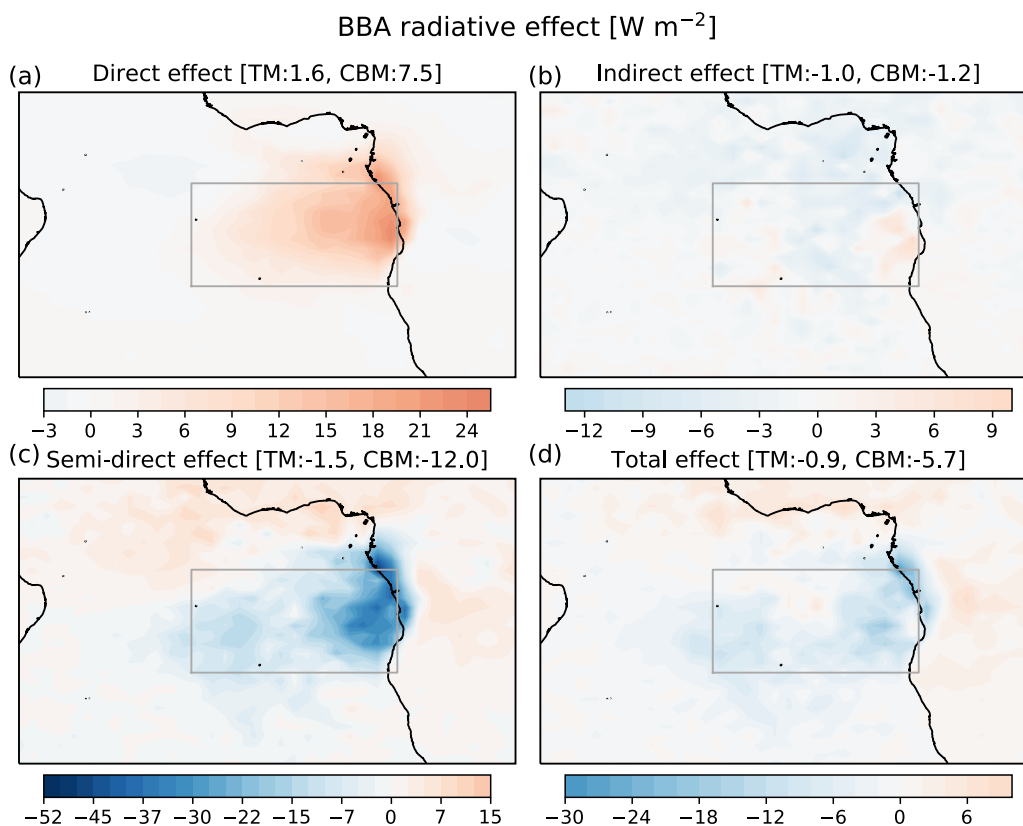 BBA radiative effect [W m⁻²]
(a) Direct effect [TM:1.6, CBM:7.5]
(b) Indirect effect [TM:-1.0, CBM:-1.2]
−3 0 3 6 9 12 15 18 21 24
−12 −9 −6 −3 0 3 6 9
(c) Semi-direct effect [TM:-1.5, CBM:-12.0]
(d) Total effect [TM:-0.9, CBM:-5.7]
−52 −45 −37 −30 −22 −15 −7 0 7 15
−30 −24 −18 −12 −6 0 6